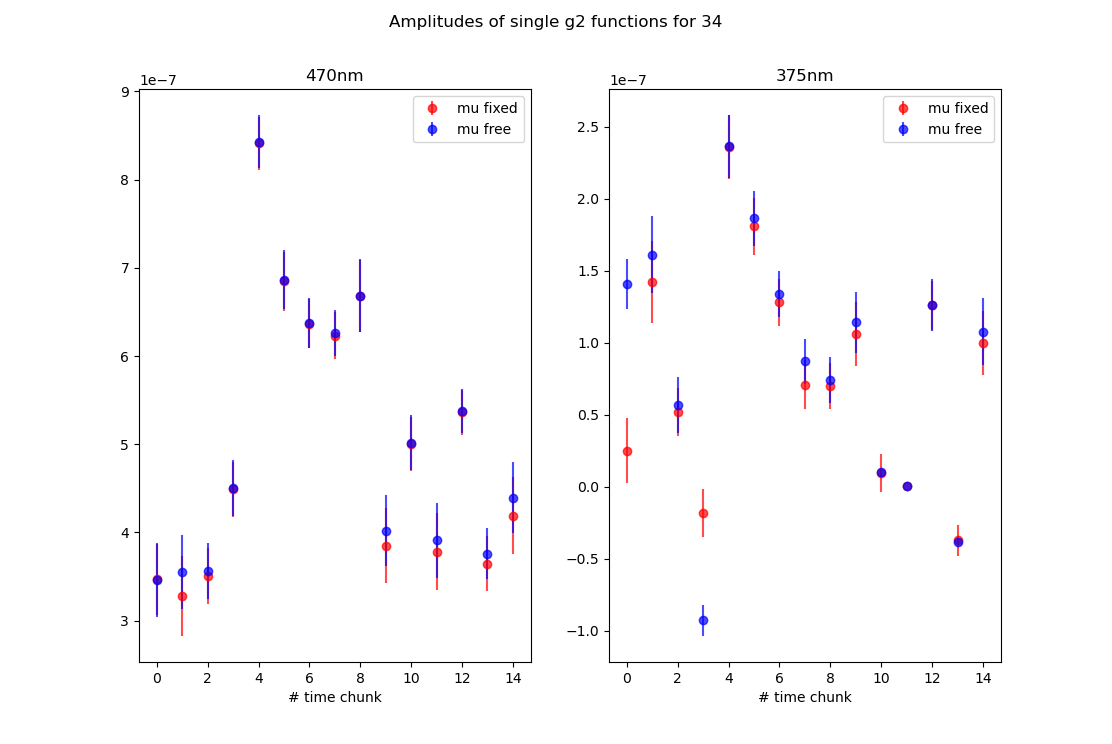 Amplitudes of single g2 functions for 34
470nm
1e−7
mu fixed
mu free
9
8
7
6
5
4
3
0 2 4 6 8 10 12 14
# time chunk
375nm
1e−7
mu fixed
mu free
2.5
2.0
1.5
1.0
0.5
0.0
−0.5
−1.0
0 2 4 6 8 10 12 14
# time chunk